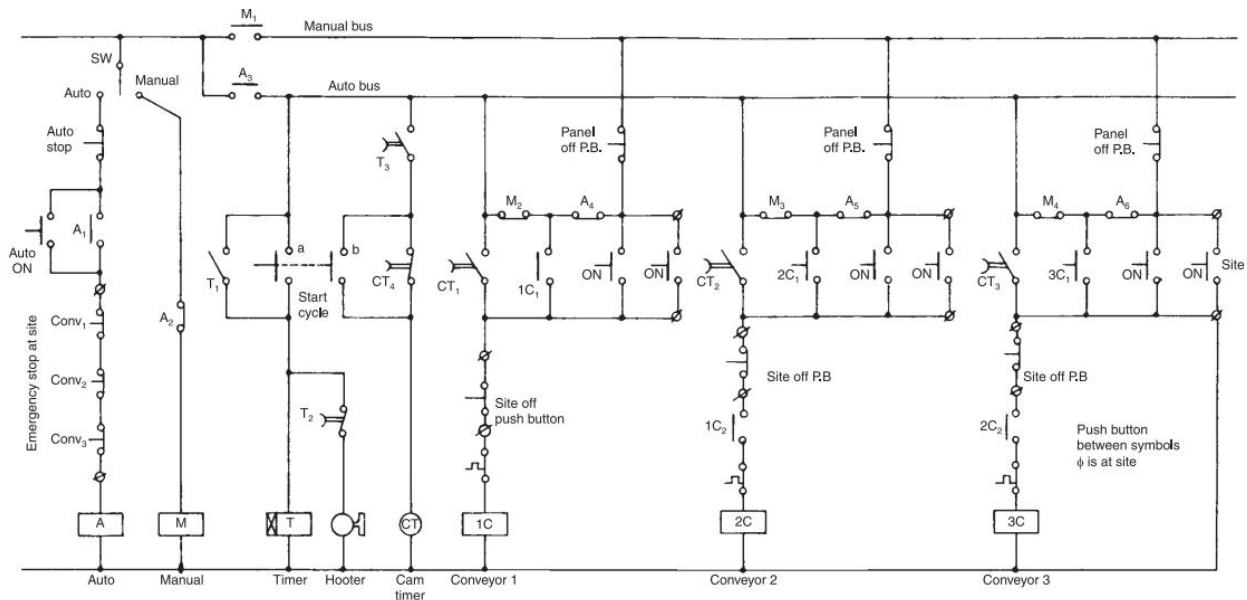 M₁
Manual bus
SW
Manual
A₃
Auto
Auto bus
Auto
stop
T₃
Panel
off P.B.
Panel
off P.B.
Panel
off P.B.
M₂
A₄
M₃
A₅
M₄
A₆
A₁
Auto
ON
T₁
a
b
Start
cycle
CT₄
CT₁
1C₁
ON
ON
CT₂
2C₁
ON
ON
CT₃
3C₁
ON
ON
Site
Emergency stop at site
Conv₁
Conv₂
Conv₃
A₂
T₂
Site off
push button
Site off P.B
1C₂
Site off P.B
2C₂
Push button
between symbols
ϕ is at site
A
M
T
CT
1C
2C
3C
Auto
Manual
Timer
Hooter
Cam
timer
Conveyor 1
Conveyor 2
Conveyor 3